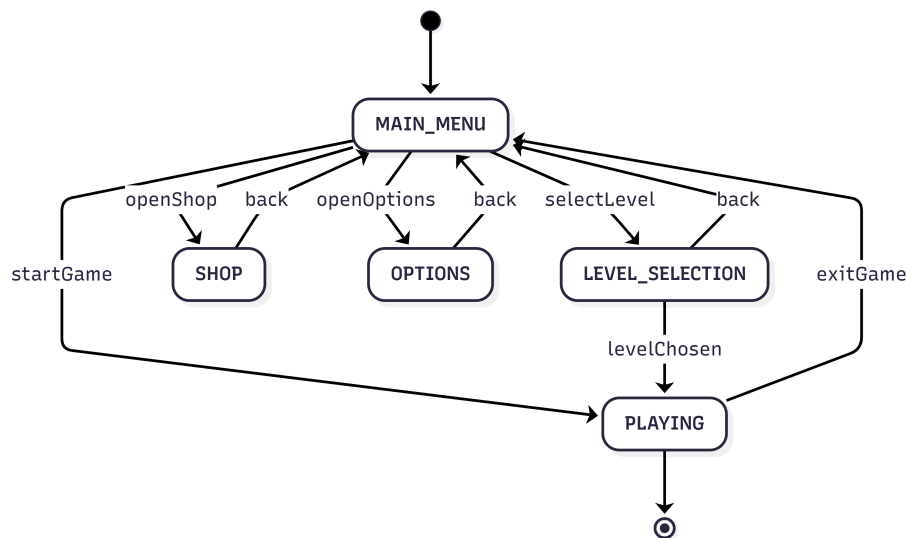 MAIN_MENU
openShop
back
openOptions
back
selectLevel
back
startGame
SHOP
OPTIONS
LEVEL_SELECTION
exitGame
levelChosen
PLAYING